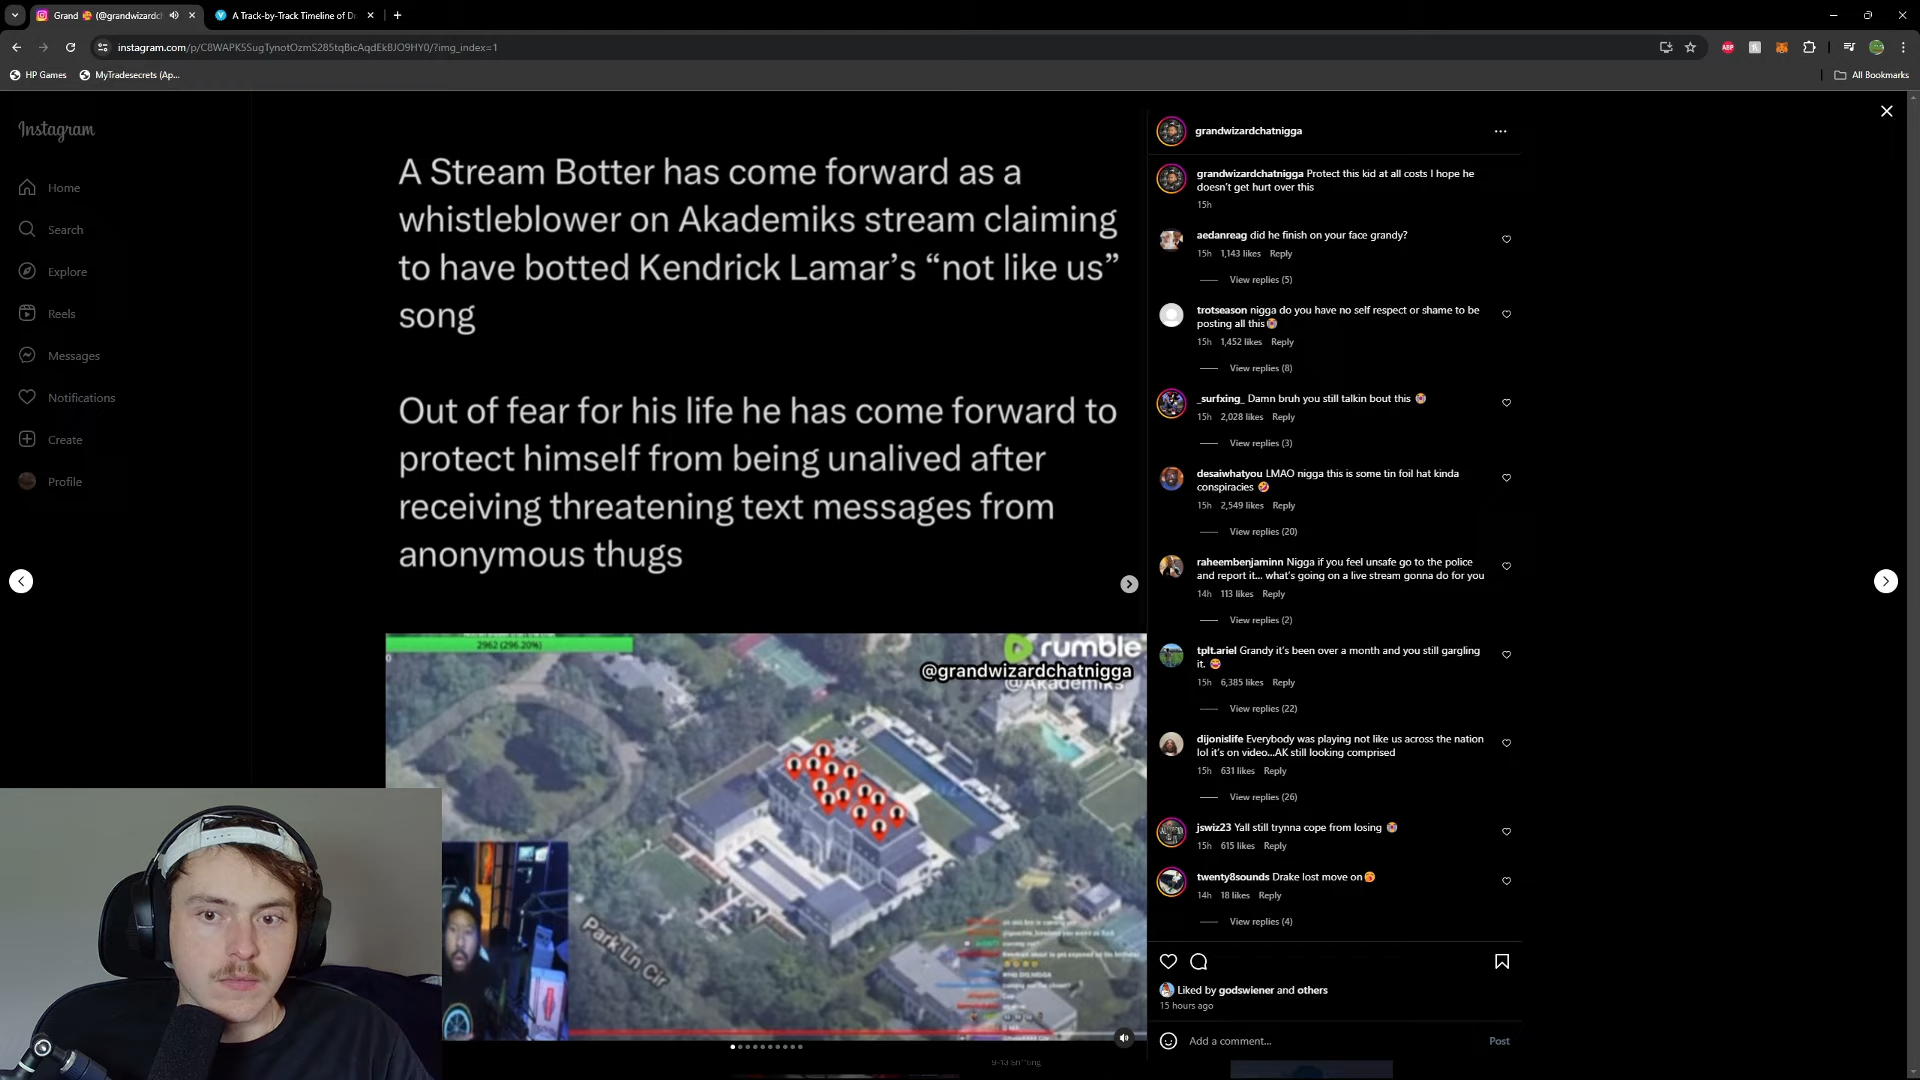 Grand (@grandwizardc
A Track-by-Track Timeline of Dr
instagram.com/p/C8WAPK5SugTynotOzmS285tqBicAqdEkBJO9HY0/?img_index=1
ABP
HP Games
MyTradesecrets (Ap...
All Bookmarks
Instagram
Home
Search
Explore
Reels
Messages
Notifications
Create
Profile
A Stream Botter has come forward as a
whistleblower on Akademiks stream claiming
to have botted Kendrick Lamar's “not like us”
song
Out of fear for his life he has come forward to
protect himself from being unalived after
receiving threatening text messages from
anonymous thugs
2962 (296.20%)
0
rumble
@grandwizardchatnigga
@Akademiks
Park Ln Cir
grandwizardchatnigga
grandwizardchatnigga Protect this kid at all costs I hope he
doesn't get hurt over this
15h
aedanreag did he finish on your face grandy?
15h 1,143 likes Reply
View replies (5)
trotseason nigga do you have no self respect or shame to be
posting all this
15h 1,452 likes Reply
View replies (8)
_surfxing_ Damn bruh you still talkin bout this
15h 2,028 likes Reply
View replies (3)
desaiwhatyou LMAO nigga this is some tin foil hat kinda
conspiracies
15h 2,549 likes Reply
View replies (20)
raheembenjaminn Nigga if you feel unsafe go to the police
and report it... what's going on a live stream gonna do for you
14h 113 likes Reply
View replies (2)
tplt.ariel Grandy it's been over a month and you still gargling
it.
15h 6,385 likes Reply
View replies (22)
dijonislife Everybody was playing not like us across the nation
lol it's on video...AK still looking comprised
15h 631 likes Reply
View replies (26)
jswiz23 Yall still trynna cope from losing
15h 615 likes Reply
twenty8sounds Drake lost move on
14h 18 likes Reply
View replies (4)
Liked by godswiener and others
15 hours ago
Add a comment...
Post